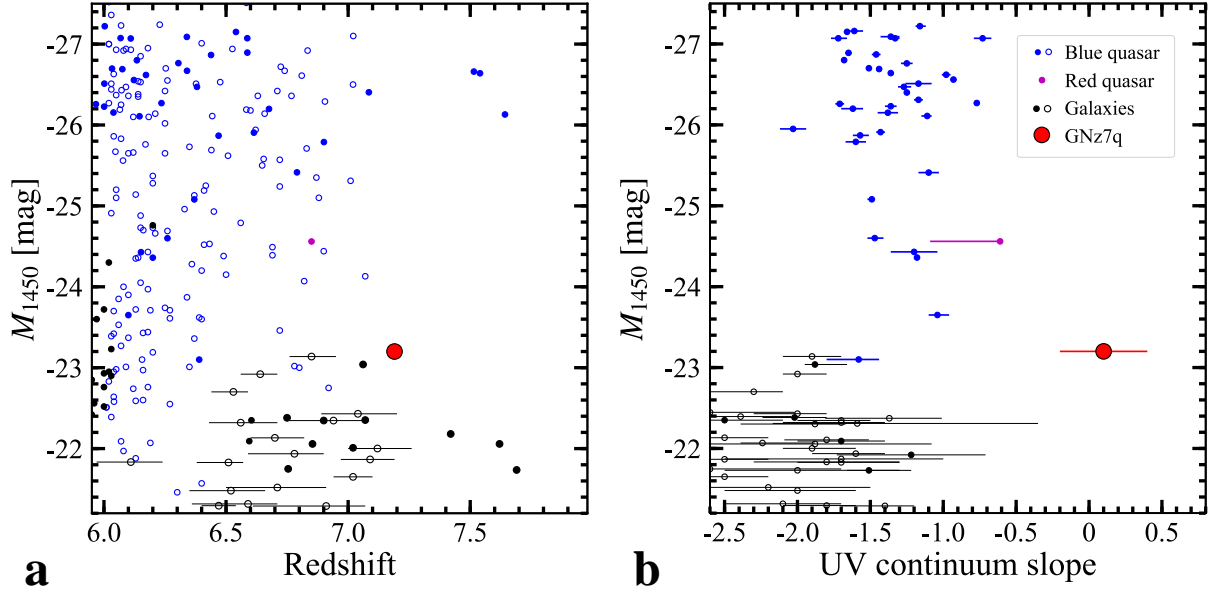 -27
-26
-25
-24
-23
-22
M1450 [mag]
6.0 6.5 7.0 7.5
Redshift
a
-27
-26
-25
-24
-23
-22
M1450 [mag]
Blue quasar
Red quasar
Galaxies
GNz7q
-2.5 -2.0 -1.5 -1.0 -0.5 0 0.5
UV continuum slope
b